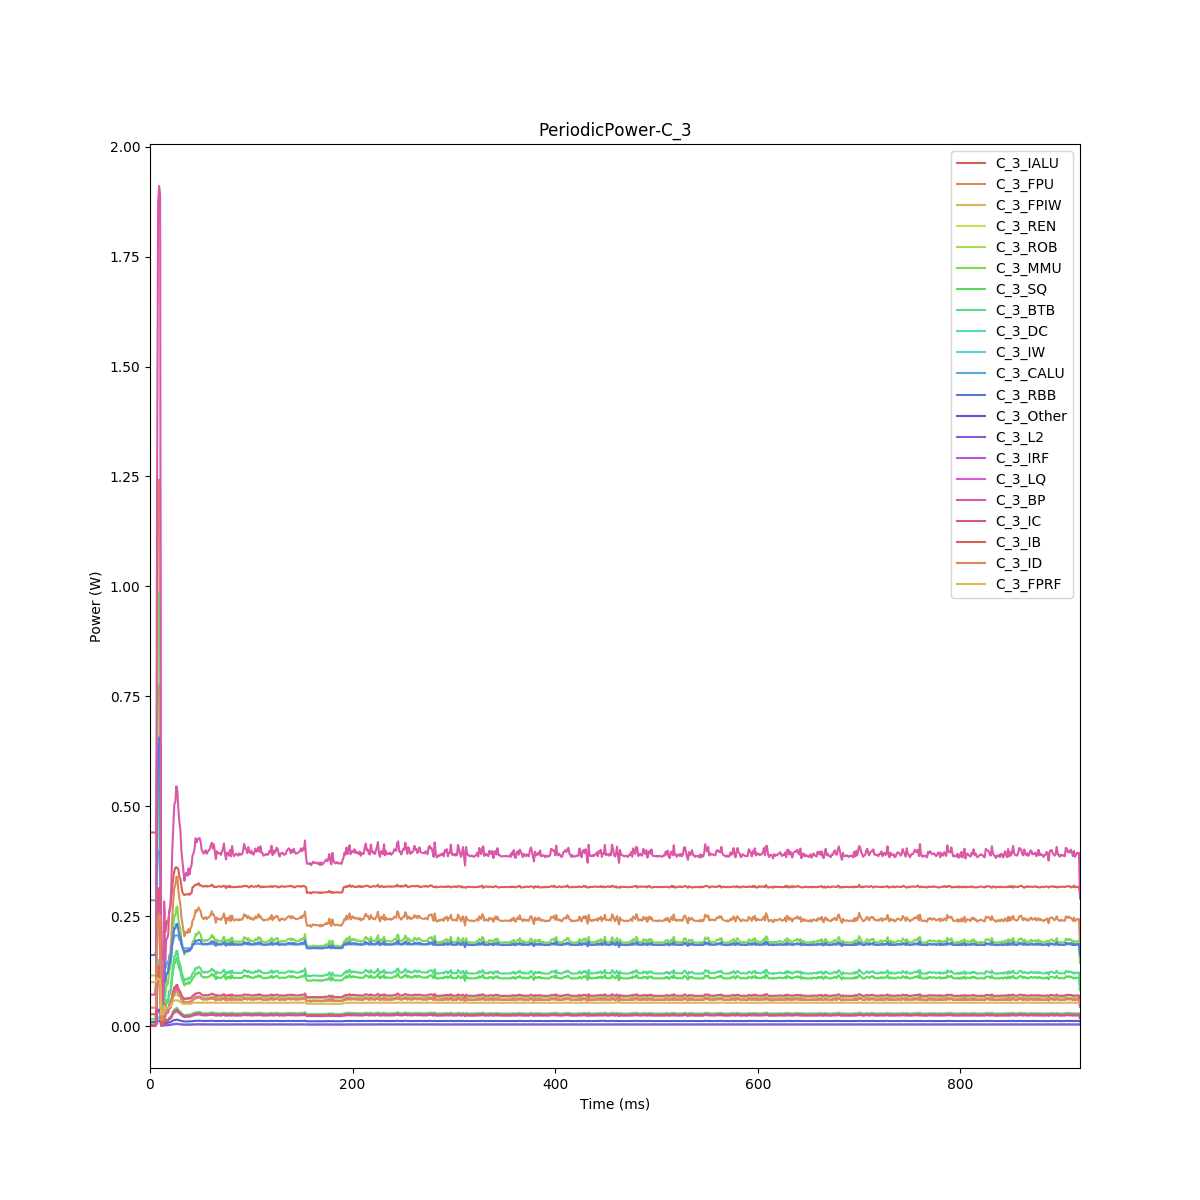 PeriodicPower-C_3
2.00
1.75
1.50
1.25
1.00
0.75
0.50
0.25
0.00
Power (W)
C_3_IALU
C_3_FPU
C_3_FPIW
C_3_REN
C_3_ROB
C_3_MMU
C_3_SQ
C_3_BTB
C_3_DC
C_3_IW
C_3_CALU
C_3_RBB
C_3_Other
C_3_L2
C_3_IRF
C_3_LQ
C_3_BP
C_3_IC
C_3_IB
C_3_ID
C_3_FPRF
0 200 400 600 800
Time (ms)